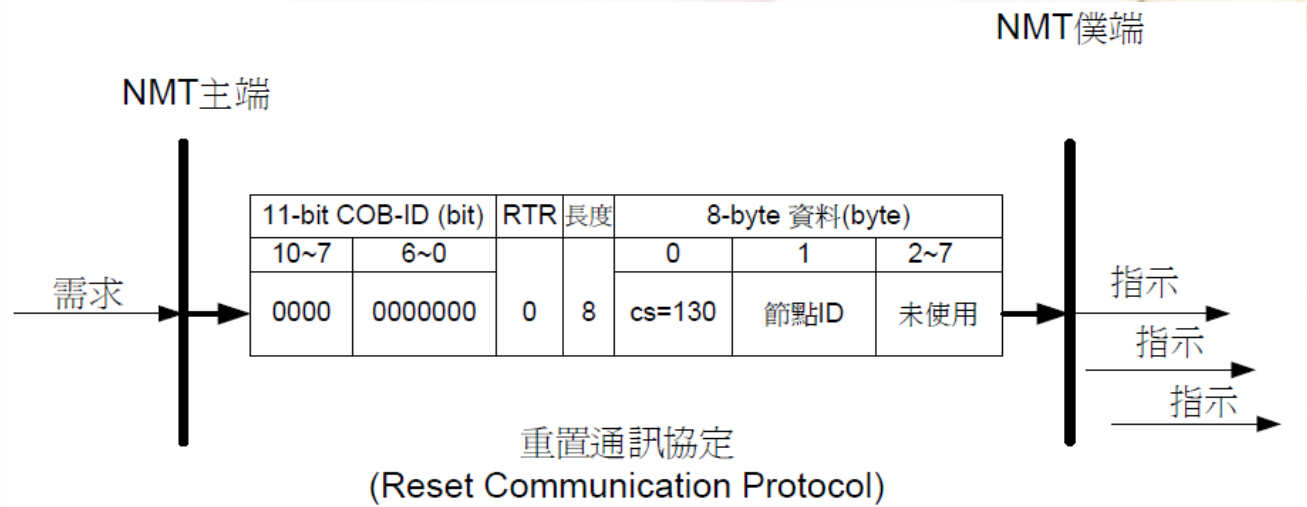 NMT僕端
NMT主端
11-bit COB-ID (bit) RTR 長度 8-byte 資料(byte)
10~7 6~0 0 1 2~7
需求 0000 0000000 0 8 cs=130 節點ID 未使用 指示
指示
指示
重置通訊協定
(Reset Communication Protocol)